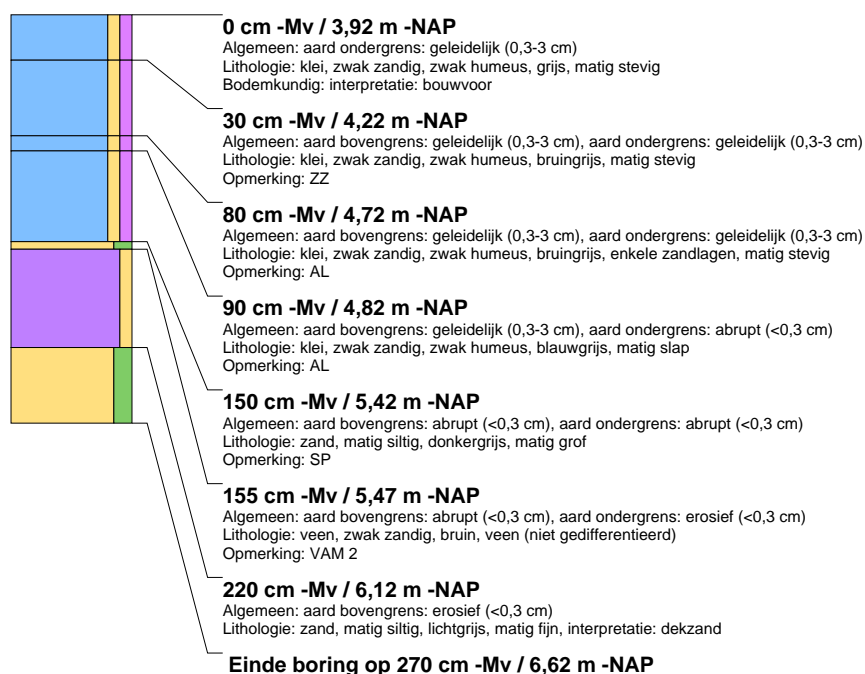 0 cm -Mv / 3,92 m -NAP
Algemeen: aard ondergrens: geleidelijk (0,3-3 cm)
Lithologie: klei, zwak zandig, zwak humeus, grijs, matig stevig
Bodemkundig: interpretatie: bouwvoor
30 cm -Mv / 4,22 m -NAP
Algemeen: aard bovengrens: geleidelijk (0,3-3 cm), aard ondergrens: geleidelijk (0,3-3 cm)
Lithologie: klei, zwak zandig, zwak humeus, bruingrijs, matig stevig
Opmerking: ZZ
80 cm -Mv / 4,72 m -NAP
Algemeen: aard bovengrens: geleidelijk (0,3-3 cm), aard ondergrens: geleidelijk (0,3-3 cm)
Lithologie: klei, zwak zandig, zwak humeus, bruingrijs, enkele zandlagen, matig stevig
Opmerking: AL
90 cm -Mv / 4,82 m -NAP
Algemeen: aard bovengrens: geleidelijk (0,3-3 cm), aard ondergrens: abrupt (<0,3 cm)
Lithologie: klei, zwak zandig, zwak humeus, blauwgrijs, matig slap
Opmerking: AL
150 cm -Mv / 5,42 m -NAP
Algemeen: aard bovengrens: abrupt (<0,3 cm), aard ondergrens: abrupt (<0,3 cm)
Lithologie: zand, matig siltig, donkergrijs, matig grof
Opmerking: SP
155 cm -Mv / 5,47 m -NAP
Algemeen: aard bovengrens: abrupt (<0,3 cm), aard ondergrens: erosief (<0,3 cm)
Lithologie: veen, zwak zandig, bruin, veen (niet gedifferentieerd)
Opmerking: VAM 2
220 cm -Mv / 6,12 m -NAP
Algemeen: aard bovengrens: erosief (<0,3 cm)
Lithologie: zand, matig siltig, lichtgrijs, matig fijn, interpretatie: dekzand
Einde boring op 270 cm -Mv / 6,62 m -NAP